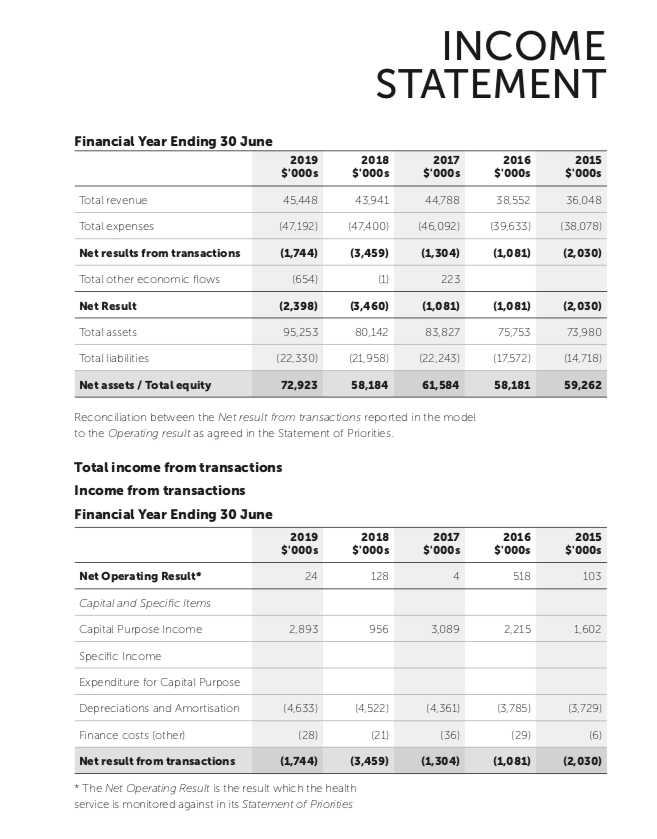 INCOME
STATEMENT
Financial Year Ending 30 June
2019 2018 2017 2016 2015
$'000s $'000s $'000s $'000s $'000s
Total revenue 45,448 43,941 44,788 38,552 36,048
Total expenses (47,192) (47,400) (46,092) (39,633) (38,078)
Net results from transactions (1,744) (3,459) (1,304) (1,081) (2,030)
Total other economic flows (654) (1) 223
Net Result (2,398) (3,460) (1,081) (1,081) (2,030)
Total assets 95,253 80,142 83,827 75,753 73,980
Total liabilities (22,330) (21,958) (22,243) (17,572) (14,718)
Net assets / Total equity 72,923 58,184 61,584 58,181 59,262
Reconciliation between the Net result from transactions reported in the model
to the Operating result as agreed in the Statement of Priorities.
Total income from transactions
Income from transactions
Financial Year Ending 30 June
2019 2018 2017 2016 2015
$'000s $'000s $'000s $'000s $'000s
Net Operating Result* 24 128 4 518 103
Capital and Specific Items
Capital Purpose Income 2,893 956 3,089 2,215 1,602
Specific Income
Expenditure for Capital Purpose
Depreciations and Amortisation (4,633) (4,522) (4,361) (3,785) (3,729)
Finance costs (other) (28) (21) (36) (29) (6)
Net result from transactions (1,744) (3,459) (1,304) (1,081) (2,030)
* The Net Operating Result is the result which the health
service is monitored against in its Statement of Priorities